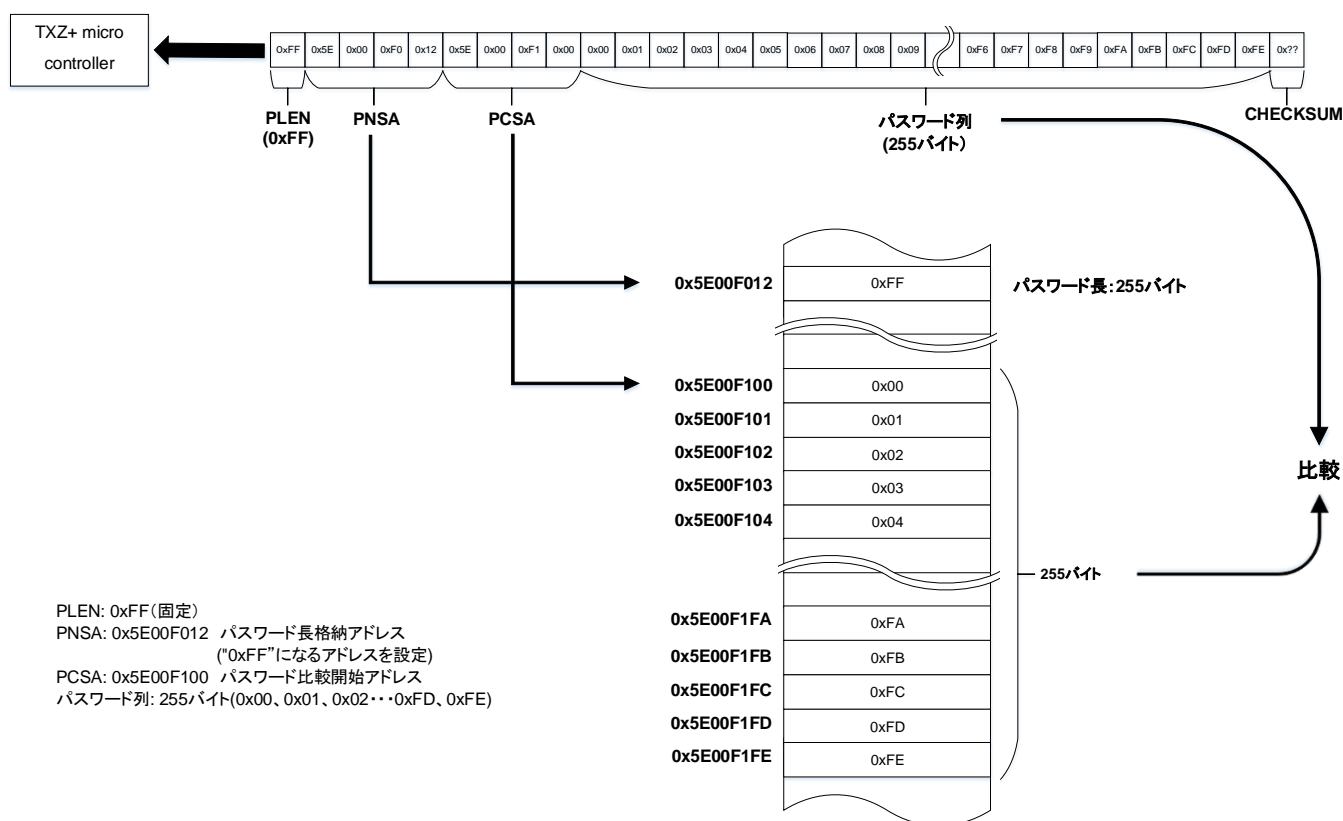 TXZ+ micro
controller
0xFF 0x5E 0x00 0xF0 0x12 0x5E 0x00 0xF1 0x00 0x00 0x01 0x02 0x03 0x04 0x05 0x06 0x07 0x08 0x09 0xF6 0xF7 0xF8 0xF9 0xFA 0xFB 0xFC 0xFD 0xFE 0x??
PLEN
(0xFF)
PNSA
PCSA
パスワード列
(255バイト)
CHECKSUM
0x5E00F012 0xFF パスワード長:255バイト
0x5E00F100 0x00
0x5E00F101 0x01
0x5E00F102 0x02
0x5E00F103 0x03
0x5E00F104 0x04
比較
255バイト
0x5E00F1FA 0xFA
0x5E00F1FB 0xFB
0x5E00F1FC 0xFC
0x5E00F1FD 0xFD
0x5E00F1FE 0xFE
PLEN: 0xFF(固定)
PNSA: 0x5E00F012 パスワード長格納アドレス
("0xFF”になるアドレスを設定)
PCSA: 0x5E00F100 パスワード比較開始アドレス
パスワード列: 255バイト(0x00、0x01、0x02・・・0xFD、0xFE)